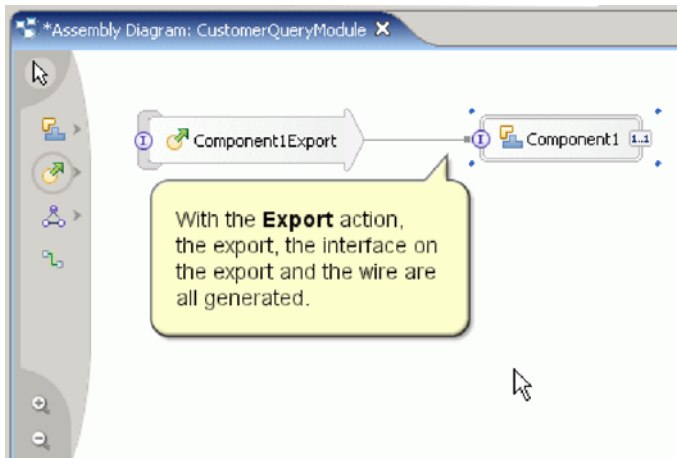 *Assembly Diagram: CustomerQueryModule
Component1Export
Component1
1..1
With the Export action,
the export, the interface on
the export and the wire are
all generated.